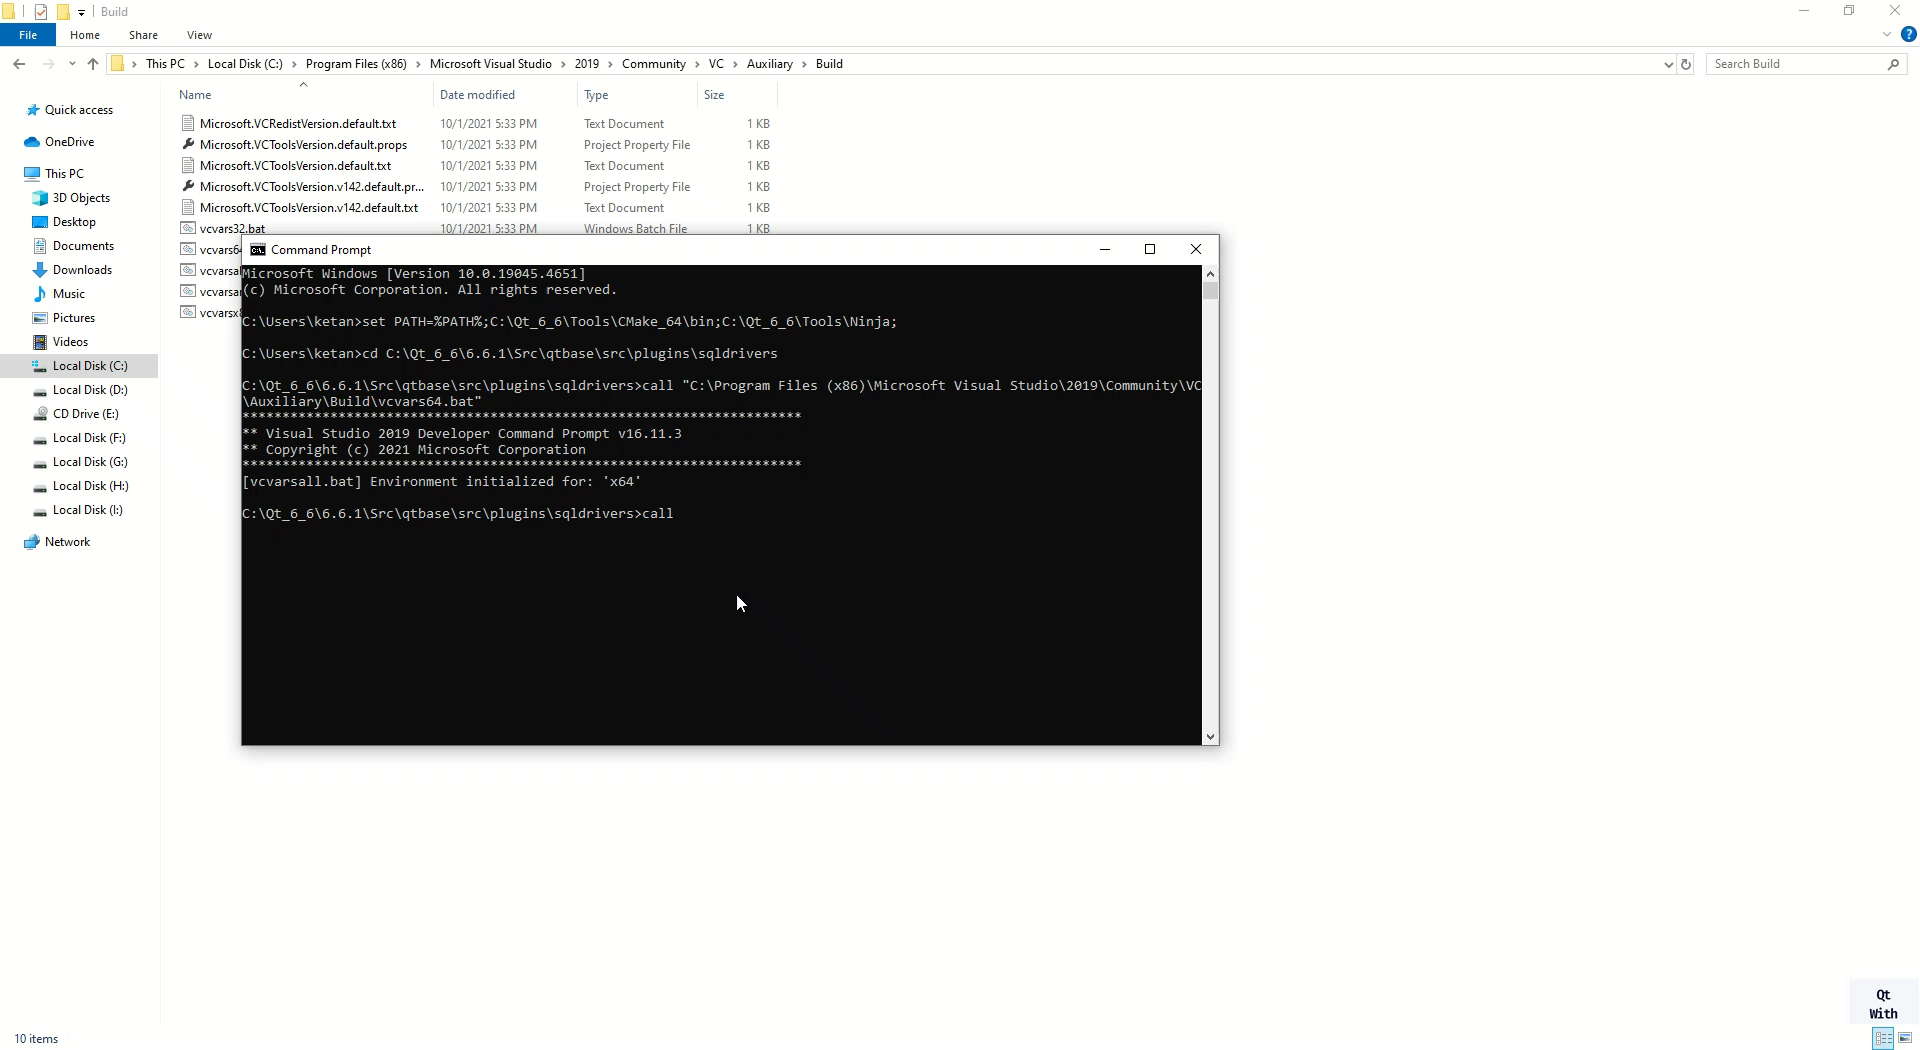 Build
File Home Share View
This PC > Local Disk (C:) > Program Files (x86) > Microsoft Visual Studio > 2019 > Community > VC > Auxiliary > Build
Search Build
Name Date modified Type Size
Quick access
OneDrive
This PC
3D Objects
Desktop
Documents
Downloads
Music
Pictures
Videos
Local Disk (C:)
Local Disk (D:)
CD Drive (E:)
Local Disk (F:)
Local Disk (G:)
Local Disk (H:)
Local Disk (I:)
Network
Microsoft.VCRedistVersion.default.txt 10/1/2021 5:33 PM Text Document 1 KB
Microsoft.VCToolsVersion.default.props 10/1/2021 5:33 PM Project Property File 1 KB
Microsoft.VCToolsVersion.default.txt 10/1/2021 5:33 PM Text Document 1 KB
Microsoft.VCToolsVersion.v142.default.pr... 10/1/2021 5:33 PM Project Property File 1 KB
Microsoft.VCToolsVersion.v142.default.txt 10/1/2021 5:33 PM Text Document 1 KB
vcvars32.bat 10/1/2021 5:33 PM Windows Batch File 1 KB
vcvars6
vcvarsa
vcvarsa
vcvarsx
Command Prompt
Microsoft Windows [Version 10.0.19045.4651]
(c) Microsoft Corporation. All rights reserved.
C:\Users\ketan>set PATH=%PATH%;C:\Qt_6_6\Tools\CMake_64\bin;C:\Qt_6_6\Tools\Ninja;
C:\Users\ketan>cd C:\Qt_6_6\6.6.1\Src\qtbase\src\plugins\sqldrivers
C:\Qt_6_6\6.6.1\Src\qtbase\src\plugins\sqldrivers>call "C:\Program Files (x86)\Microsoft Visual Studio\2019\Community\VC
\Auxiliary\Build\vcvars64.bat"
**********************************************************************
** Visual Studio 2019 Developer Command Prompt v16.11.3
** Copyright (c) 2021 Microsoft Corporation
**********************************************************************
[vcvarsall.bat] Environment initialized for: 'x64'
C:\Qt_6_6\6.6.1\Src\qtbase\src\plugins\sqldrivers>call
Qt
With
10 items